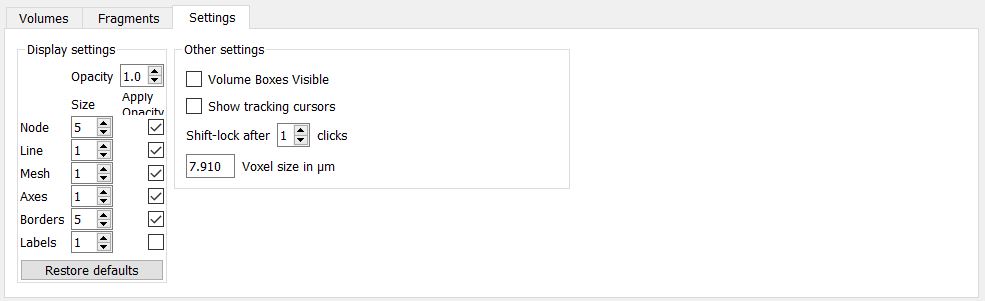 Volumes Fragments Settings
Display settings
Opacity 1.0
Size Apply Opacity
Node 5
Line 1
Mesh 1
Axes 1
Borders 5
Labels 1
Restore defaults
Other settings
Volume Boxes Visible
Show tracking cursors
Shift-lock after 1 clicks
7.910 Voxel size in µm